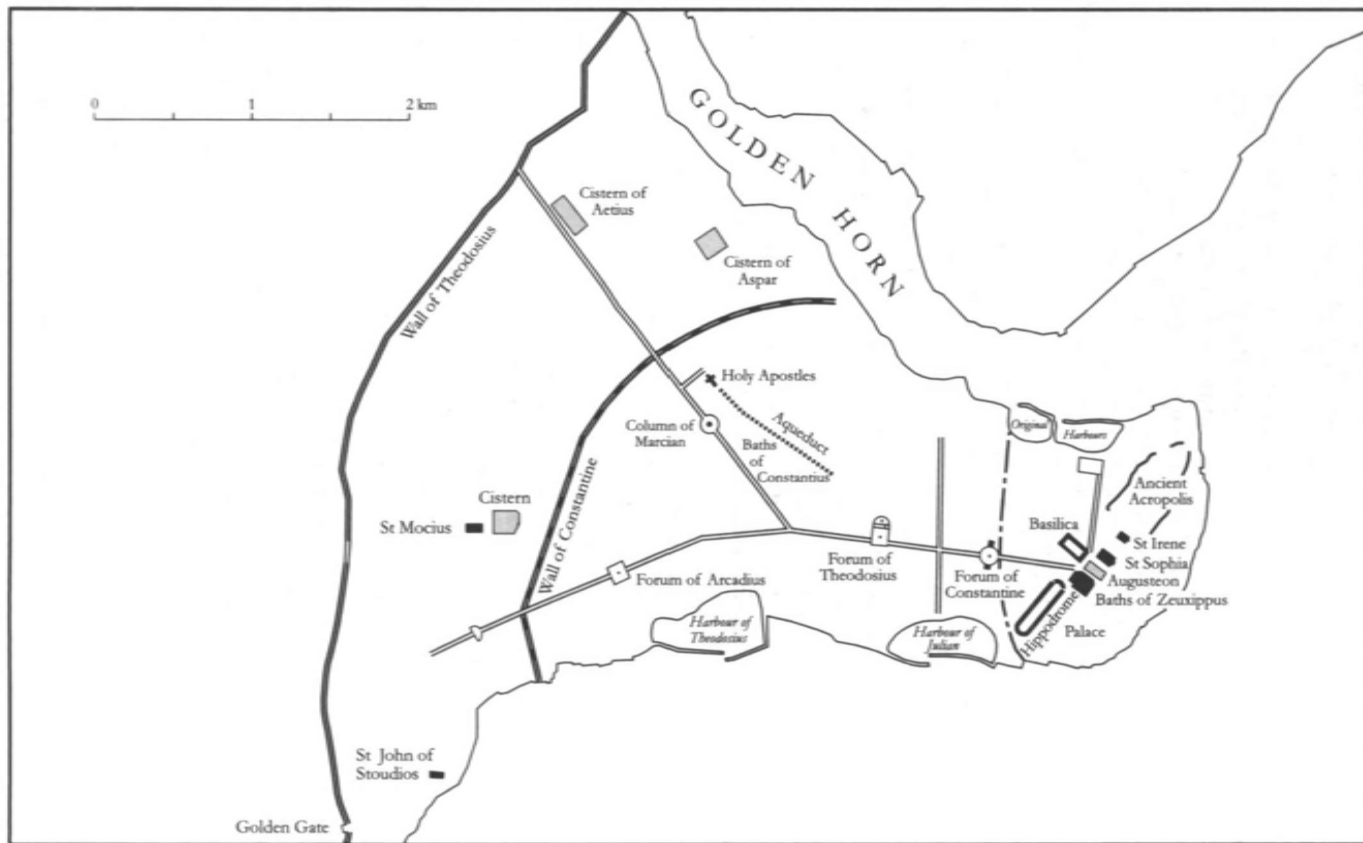 0 1 2 km
GOLDEN HORN
Cistern of
Aetius
Cistern of
Aspar
Wall of Theodosius
Holy Apostles
Aqueduct
Column of
Marcian
Baths
of
Constantius
Original
Harbours
Ancient
Acropolis
Cistern
St Mocius
Wall of Constantine
Basilica
St Irene
St Sophia
Augusteon
Baths of Zeuxippus
Forum of
Theodosius
Forum of
Constantine
Forum of Arcadius
Hippodrome
Palace
Harbour of
Theodosius
Harbour of
Julian
St John of
Stoudios
Golden Gate